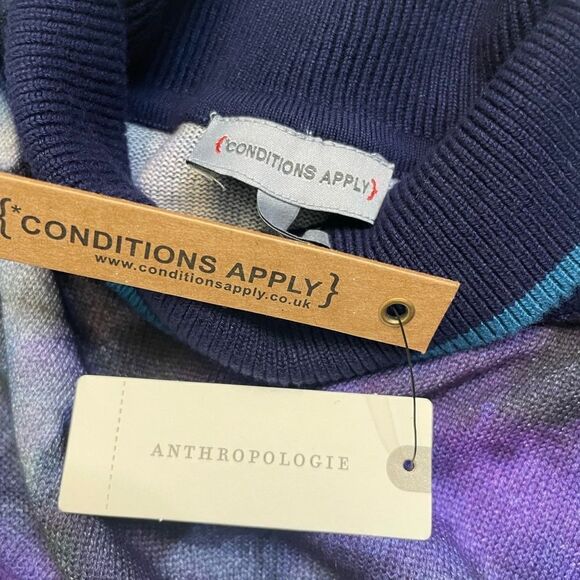 {*CONDITIONS APPLY}
{*CONDITIONS APPLY}
www.conditionsapply.co.uk
ANTHROPOLOGIE